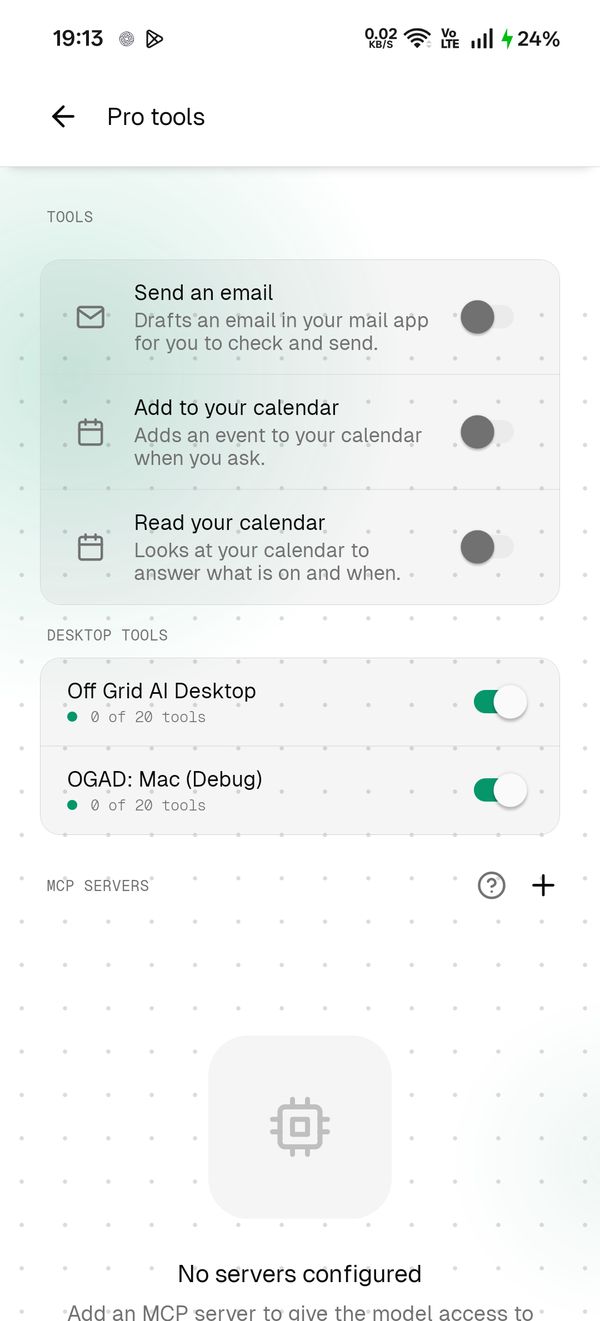 19:13
0.02 KB/S
Vo LTE
24%
Pro tools
TOOLS
Send an email
Drafts an email in your mail app
for you to check and send.
Add to your calendar
Adds an event to your calendar
when you ask.
Read your calendar
Looks at your calendar to
answer what is on and when.
DESKTOP TOOLS
Off Grid AI Desktop
0 of 20 tools
OGAD: Mac (Debug)
0 of 20 tools
MCP SERVERS
No servers configured
Add an MCP server to give the model access to